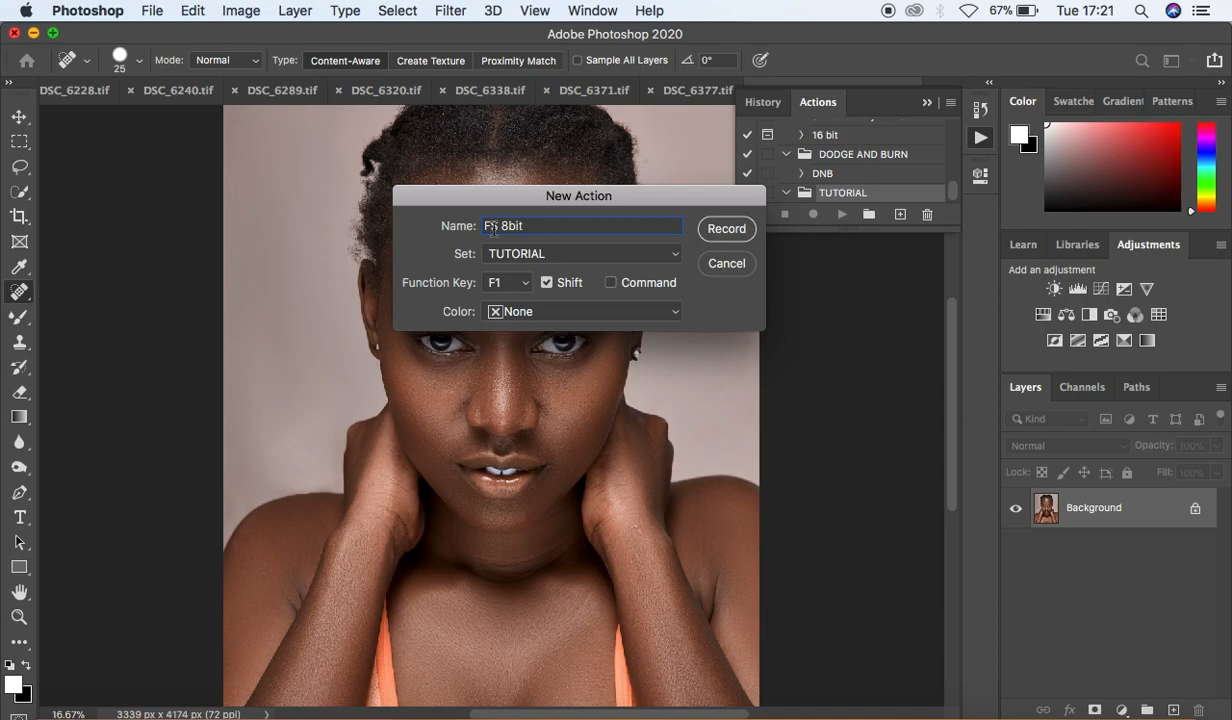 Photoshop File Edit Image Layer Type Select Filter 3D View Window Help 67% Tue 17:21
Adobe Photoshop 2020
25 Mode: Normal Type: Content-Aware Create Texture Proximity Match Sample All Layers 0°
DSC_6228.tif × DSC_6240.tif × DSC_6289.tif × DSC_6320.tif × DSC_6338.tif × DSC_6371.tif × DSC_6377.tif
History Actions
16 bit
DODGE AND BURN
DNB
TUTORIAL
New Action
Name: FS 8bit
Set: TUTORIAL
Function Key: F1 Shift Command
Color: None
Record
Cancel
Color Swatche Gradient Patterns
Learn Libraries Adjustments
Add an adjustment
Layers Channels Paths
Kind
Normal Opacity: 100%
Lock: Fill: 100%
Background
16.67% 3339 px x 4174 px (72 ppi)